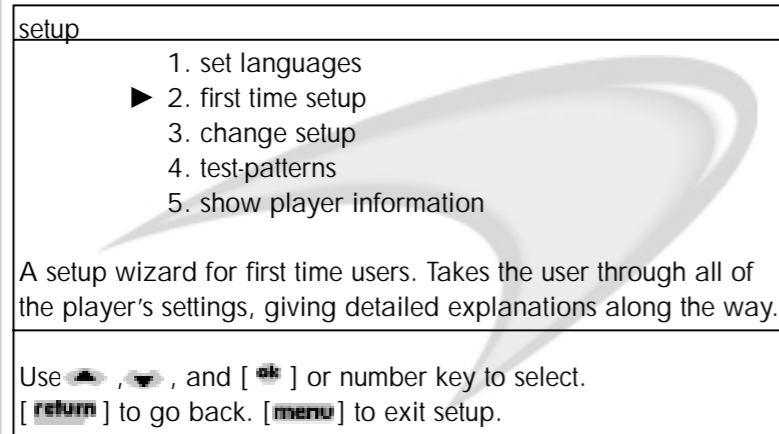 setup
1. set languages
▶ 2. first time setup
3. change setup
4. test-patterns
5. show player information
A setup wizard for first time users. Takes the user through all of
the player's settings, giving detailed explanations along the way.
Use ▲ , ▼ , and [ ok ] or number key to select.
[ return ] to go back. [menu] to exit setup.